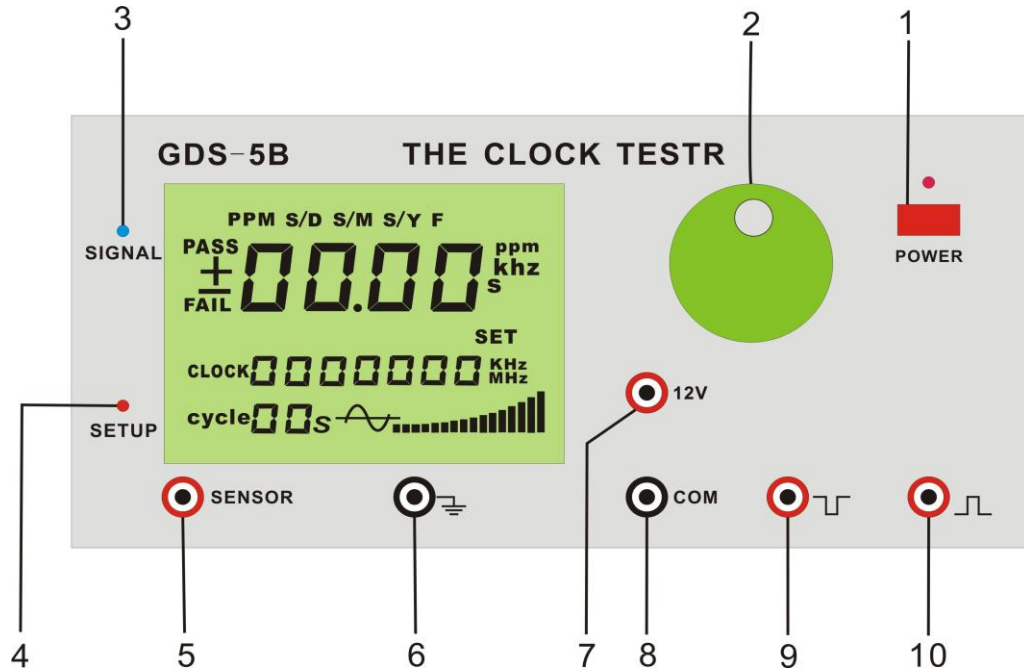 3 2 1
GDS-5B THE CLOCK TESTR
PPM S/D S/M S/Y F
SIGNAL PASS ± 00.00 ppm
khz
s
FAIL
POWER
SET
CLOCK 0000000 KHz
MHz
12V
SETUP cycle 00s
SENSOR COM
4 5 6 7 8 9 10